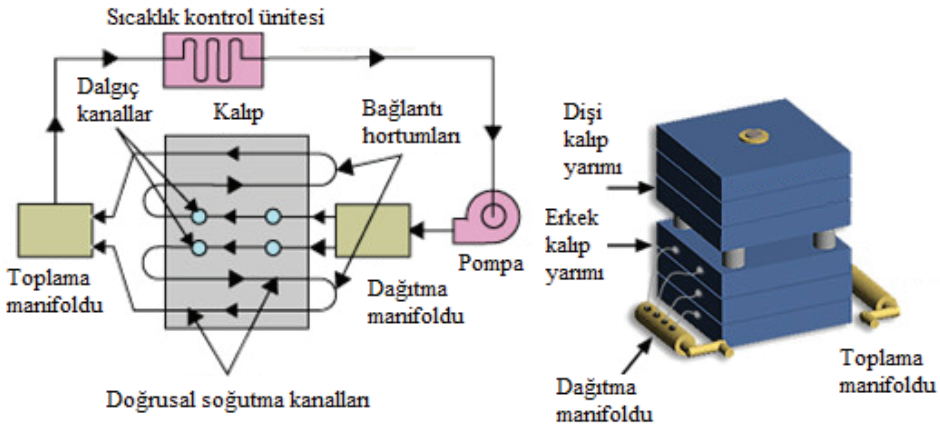 Sıcaklık kontrol ünitesi
Dalgıç
kanallar
Kalıp
Bağlantı
hortumları
Toplama
manifoldu
Dağıtma
manifoldu
Pompa
Doğrusal soğutma kanalları
Dişi
kalıp
yarımı
Erkek
kalıp
yarımı
Dağıtma
manifoldu
Toplama
manifoldu